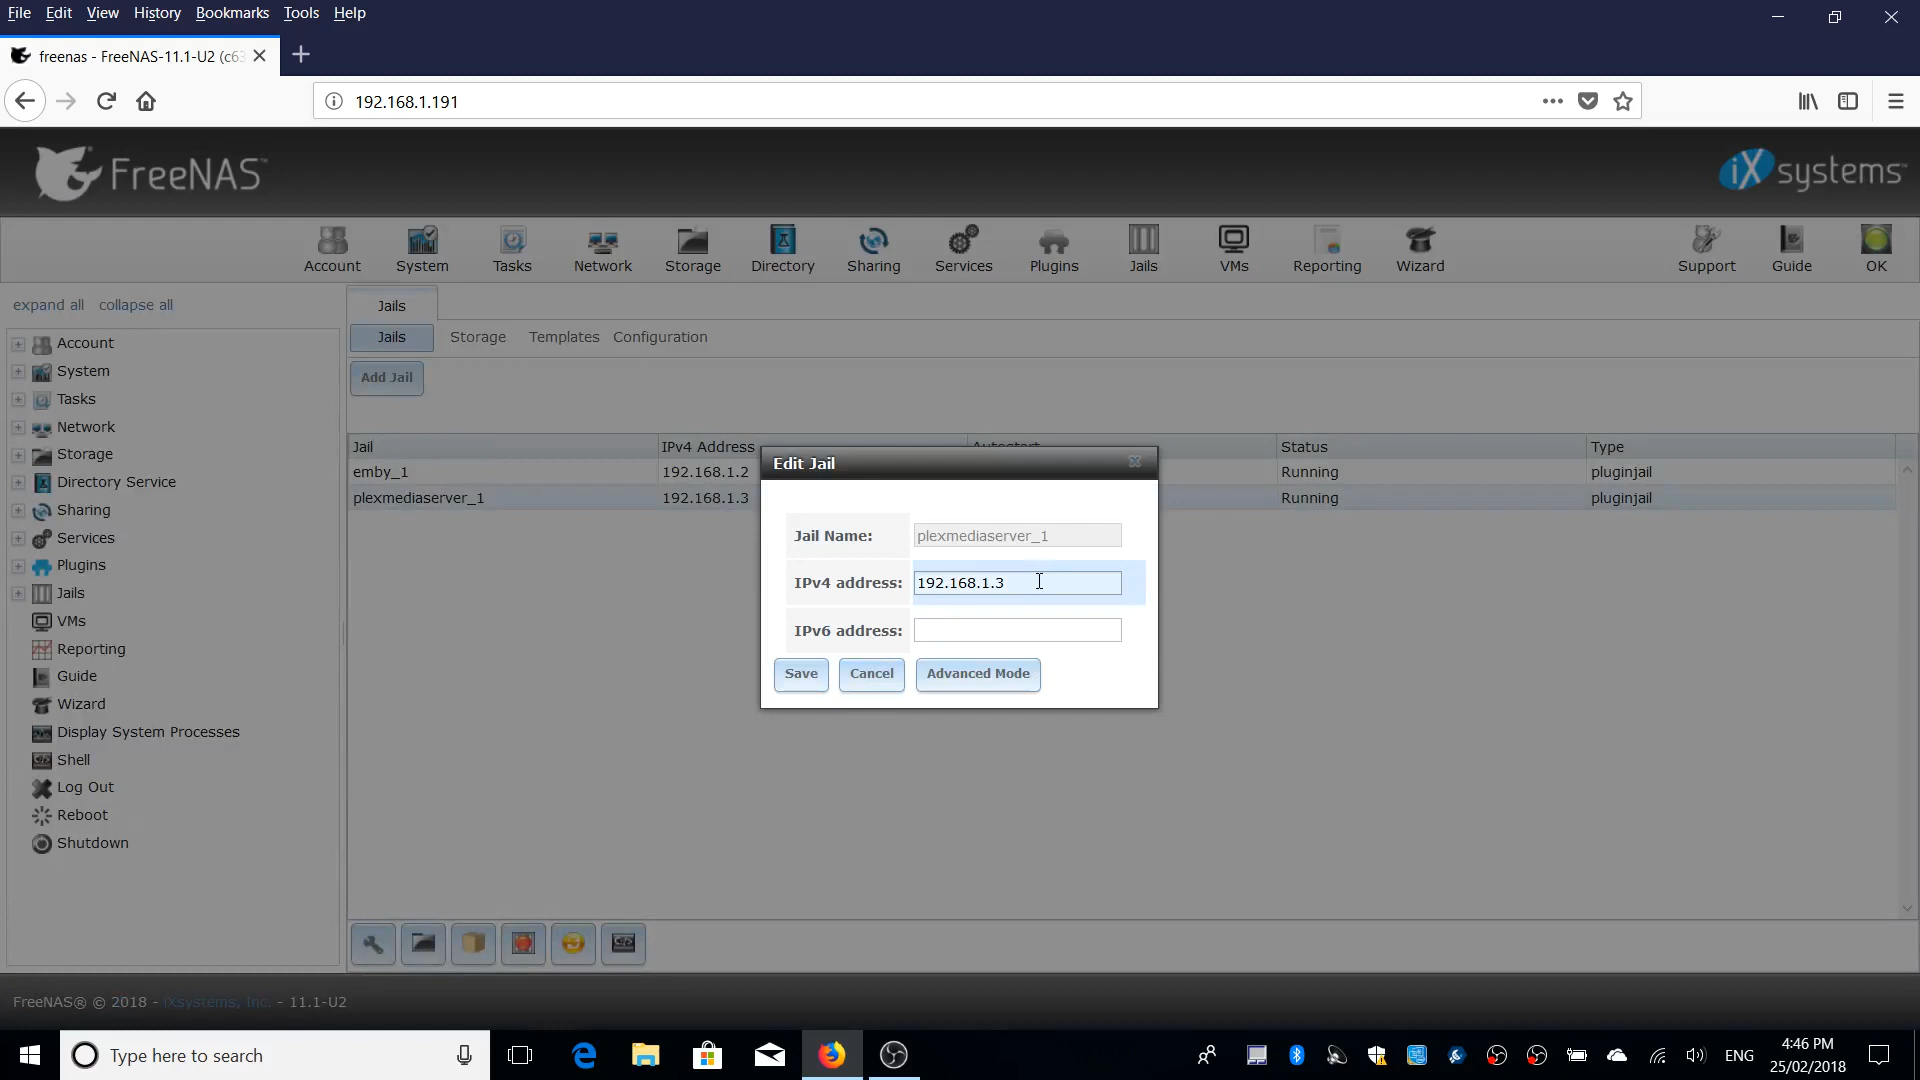 File Edit View History Bookmarks Tools Help
freenas - FreeNAS-11.1-U2 (c63
192.168.1.191
FreeNAS™
iXsystems™
Account System Tasks Network Storage Directory Sharing Services Plugins Jails VMs Reporting Wizard Support Guide OK
expand all collapse all
Account
System
Tasks
Network
Storage
Directory Service
Sharing
Services
Plugins
Jails
VMs
Reporting
Guide
Wizard
Display System Processes
Shell
Log Out
Reboot
Shutdown
Jails
Jails Storage Templates Configuration
Add Jail
Jail IPv4 Address Autostart Status Type
emby_1 192.168.1.2 Running pluginjail
plexmediaserver_1 192.168.1.3 Running pluginjail
Edit Jail
Jail Name: plexmediaserver_1
IPv4 address: 192.168.1.3
IPv6 address:
Save Cancel Advanced Mode
FreeNAS® © 2018 - iXsystems, Inc. - 11.1-U2
Type here to search
ENG
4:46 PM
25/02/2018